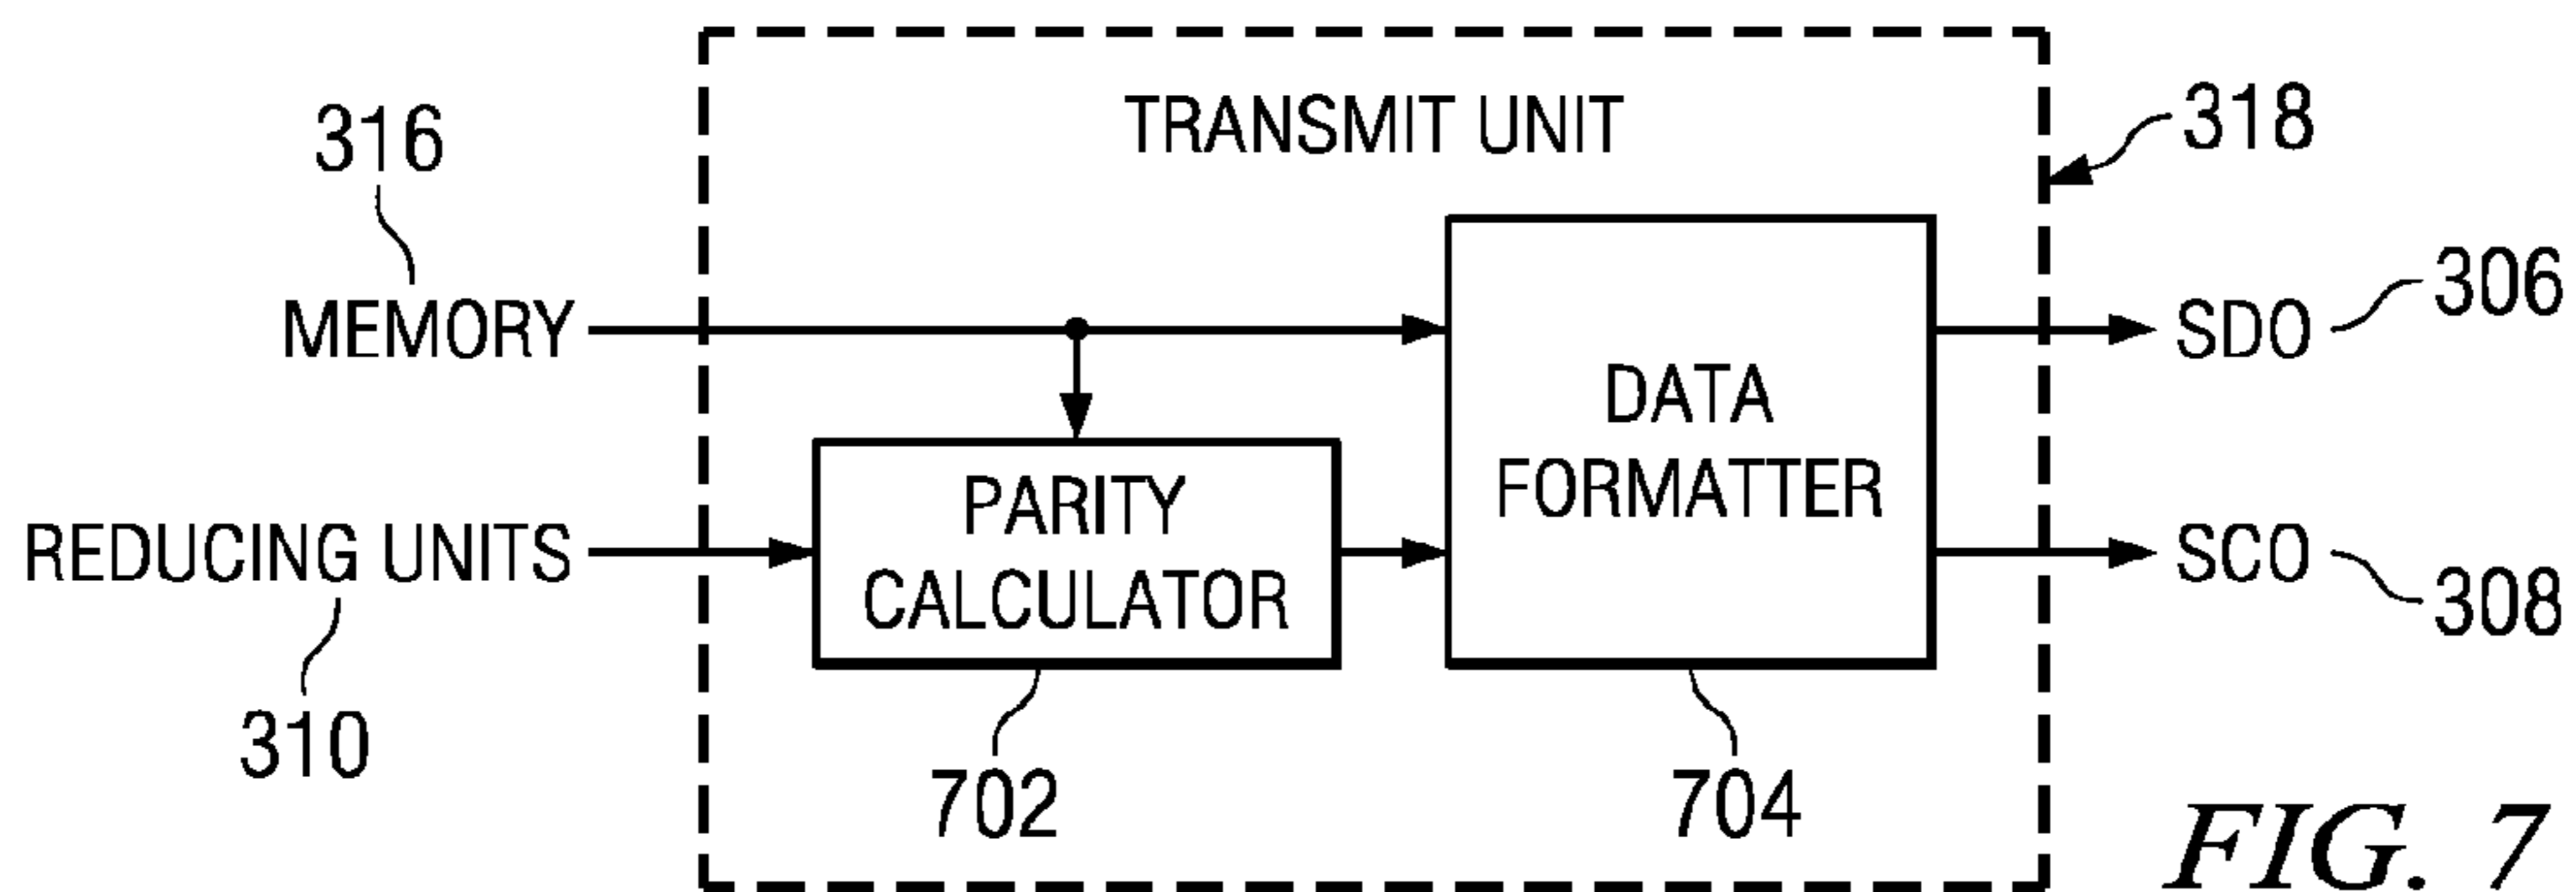 TRANSMIT UNIT
318
316
MEMORY
306
SDO
DATA
FORMATTER
PARITY
CALCULATOR
REDUCING UNITS
SCO
308
310
702
704
FIG. 7